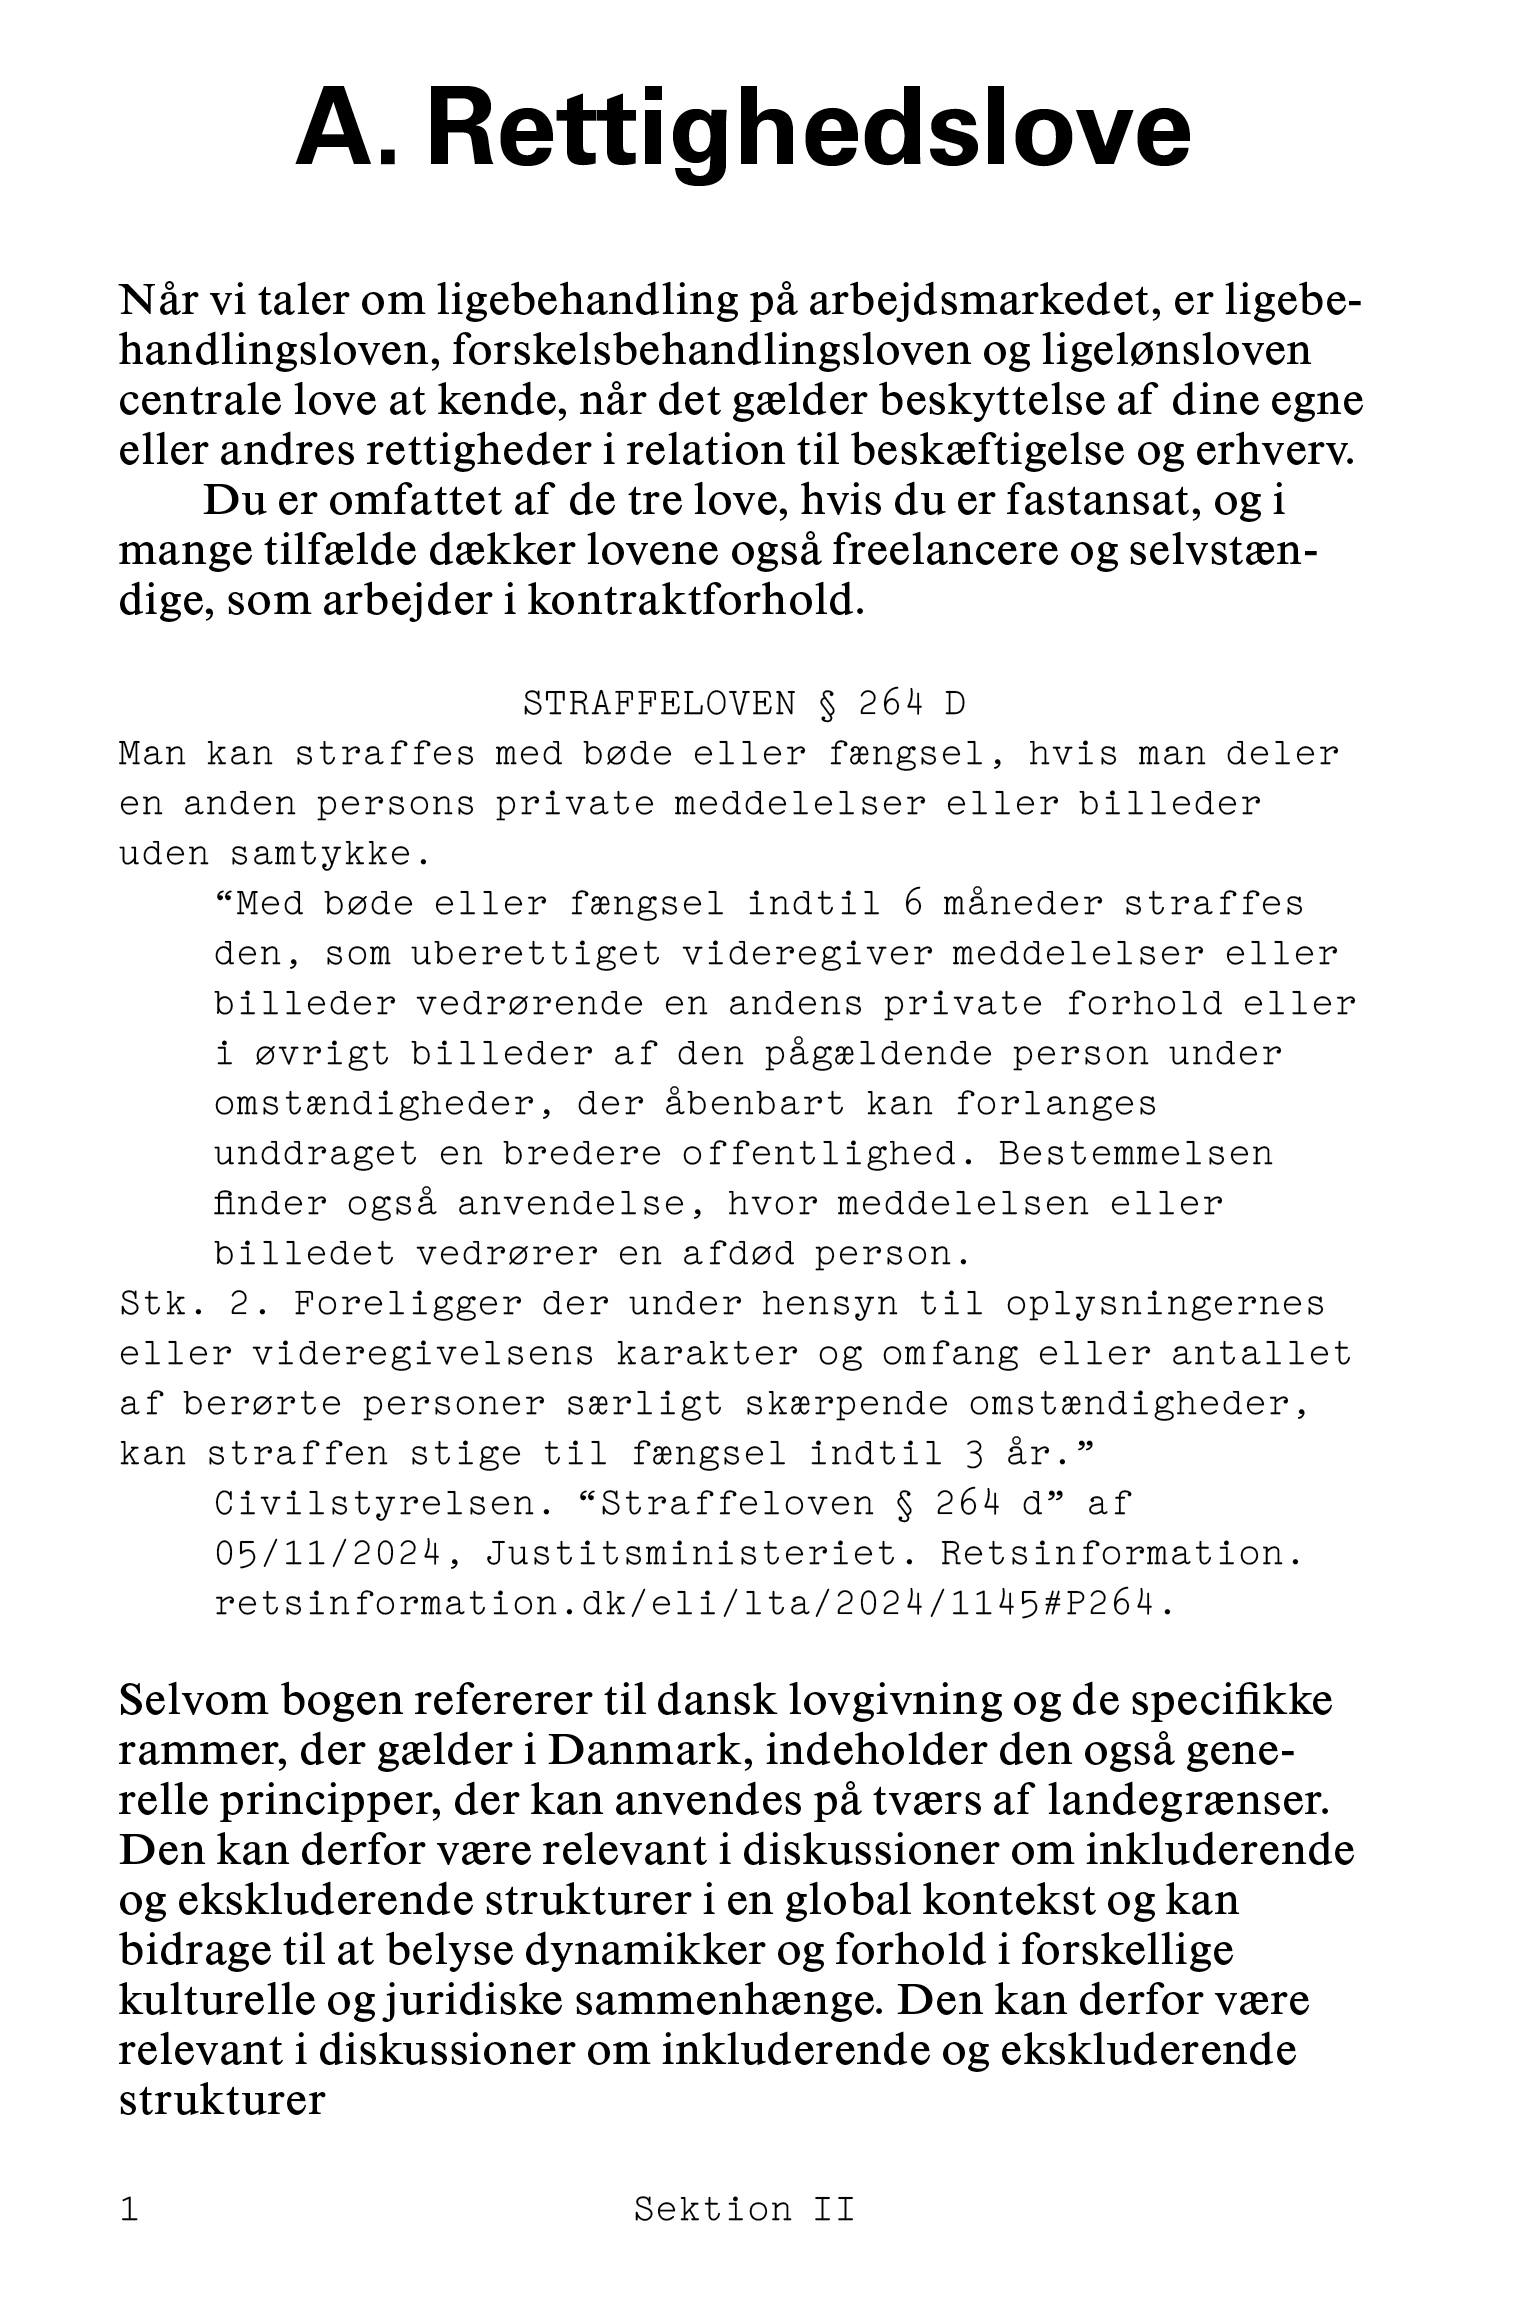 A. Rettighedslove
Når vi taler om ligebehandling på arbejdsmarkedet, er ligebe-
handlingsloven, forskelsbehandlingsloven og ligelønsloven
centrale love at kende, når det gælder beskyttelse af dine egne
eller andres rettigheder i relation til beskæftigelse og erhverv.
Du er omfattet af de tre love, hvis du er fastansat, og i
mange tilfælde dækker lovene også freelancere og selvstæn-
dige, som arbejder i kontraktforhold.
STRAFFELOVEN § 264 D
Man kan straffes med bøde eller fængsel, hvis man deler
en anden persons private meddelelser eller billeder
uden samtykke.
“Med bøde eller fængsel indtil 6 måneder straffes
den, som uberettiget videregiver meddelelser eller
billeder vedrørende en andens private forhold eller
i øvrigt billeder af den pågældende person under
omstændigheder, der åbenbart kan forlanges
unddraget en bredere offentlighed. Bestemmelsen
finder også anvendelse, hvor meddelelsen eller
billedet vedrører en afdød person.
Stk. 2. Foreligger der under hensyn til oplysningernes
eller videregivelsens karakter og omfang eller antallet
af berørte personer særligt skærpende omstændigheder,
kan straffen stige til fængsel indtil 3 år.”
Civilstyrelsen. “Straffeloven § 264 d” af
05/11/2024, Justitsministeriet. Retsinformation.
retsinformation.dk/eli/lta/2024/1145#P264.
Selvom bogen refererer til dansk lovgivning og de specifikke
rammer, der gælder i Danmark, indeholder den også gene-
relle principper, der kan anvendes på tværs af landegrænser.
Den kan derfor være relevant i diskussioner om inkluderende
og ekskluderende strukturer i en global kontekst og kan
bidrage til at belyse dynamikker og forhold i forskellige
kulturelle og juridiske sammenhænge. Den kan derfor være
relevant i diskussioner om inkluderende og ekskluderende
strukturer
1 Sektion II